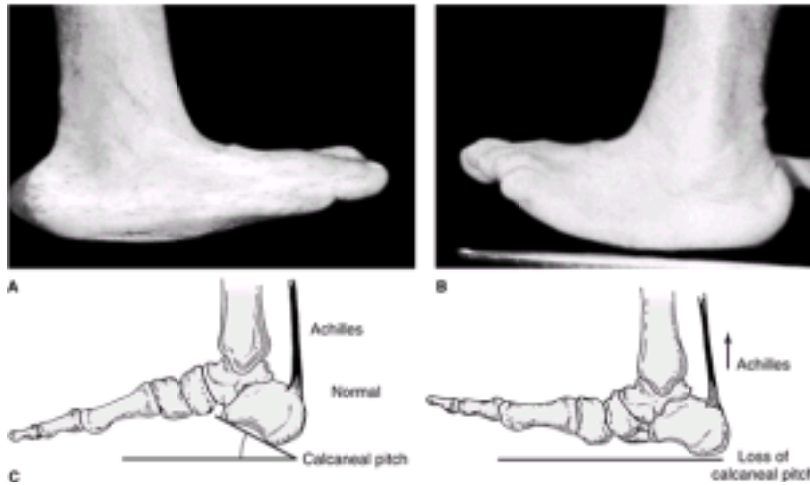 A
B
Achilles
Normal
Calcaneal pitch
C
Achilles
Loss of
calcaneal pitch